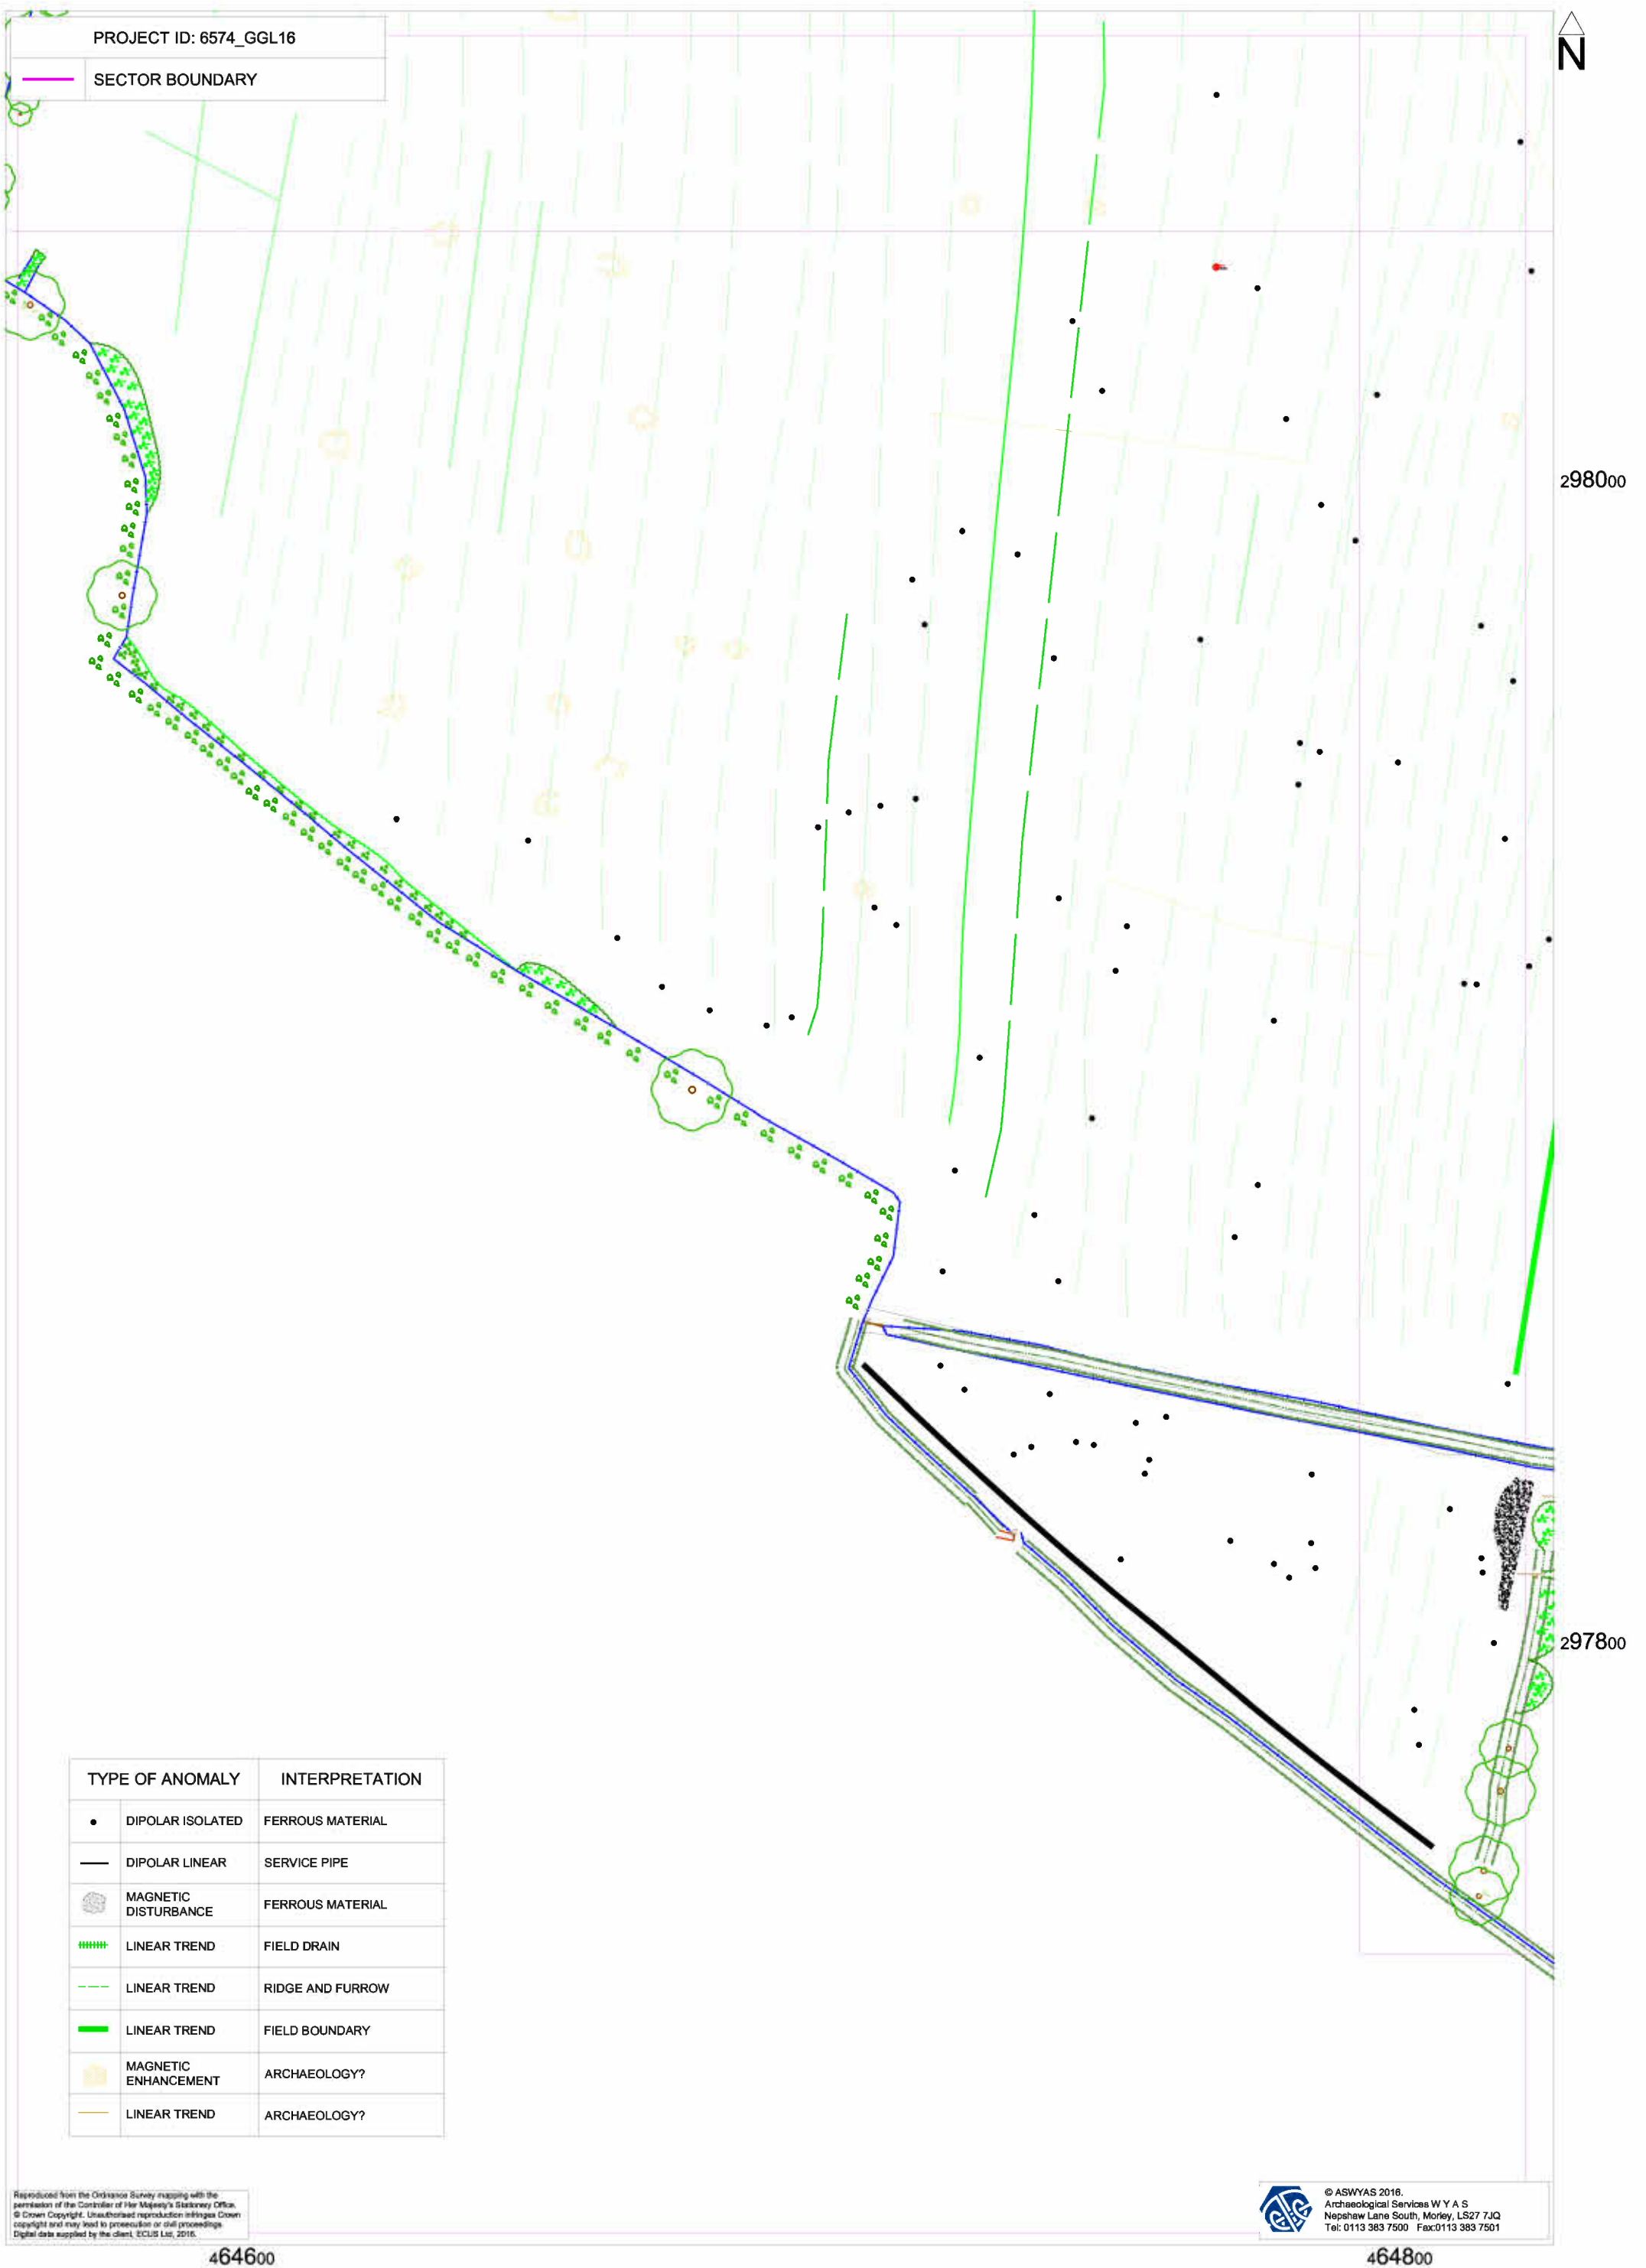 PROJECT ID: 6574_GGL16
SECTOR BOUNDARY
N
298000
297800
TYPE OF ANOMALY INTERPRETATION
DIPOLAR ISOLATED FERROUS MATERIAL
DIPOLAR LINEAR SERVICE PIPE
MAGNETIC
DISTURBANCE FERROUS MATERIAL
LINEAR TREND FIELD DRAIN
LINEAR TREND RIDGE AND FURROW
LINEAR TREND FIELD BOUNDARY
MAGNETIC
ENHANCEMENT ARCHAEOLOGY?
LINEAR TREND ARCHAEOLOGY?
Reproduced from the Ordnance Survey mapping with the
permission of the Controller of Her Majesty's Stationery Office.
© Crown Copyright. Unauthorised reproduction infringes Crown
copyright and may lead to prosecution or civil proceedings.
Digital data supplied by the client, ECUS Ltd, 2016.
© ASWYAS 2016.
Archaeological Services W Y A S
Nepshaw Lane South, Morley, LS27 7JQ
Tel: 0113 383 7500 Fax:0113 383 7501
464600
464800